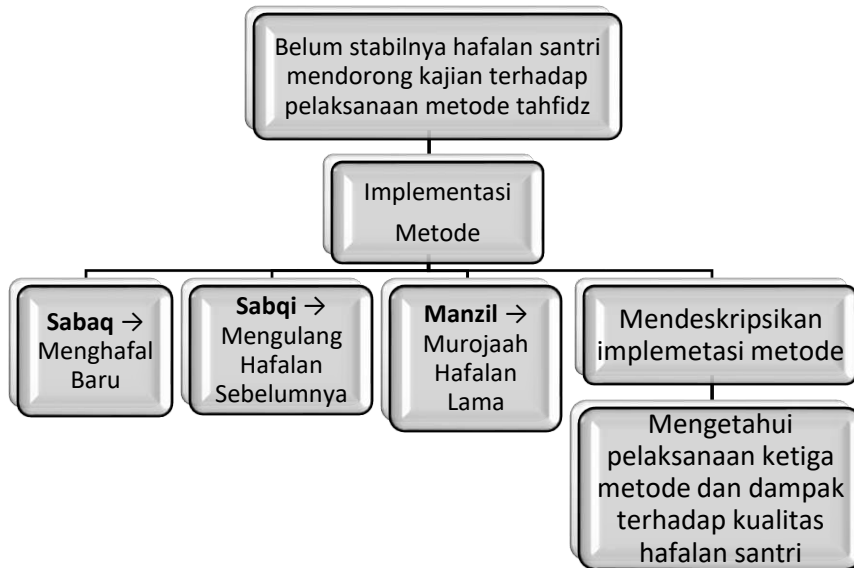 Belum stabilnya hafalan santri
mendorong kajian terhadap
pelaksanaan metode tahfidz
Implementasi
Metode
Sabaq →
Menghafal
Baru
Sabqi →
Mengulang
Hafalan
Sebelumnya
Manzil →
Murojaah
Hafalan
Lama
Mendeskripsikan
implemetasi metode
Mengetahui
pelaksanaan ketiga
metode dan dampak
terhadap kualitas
hafalan santri